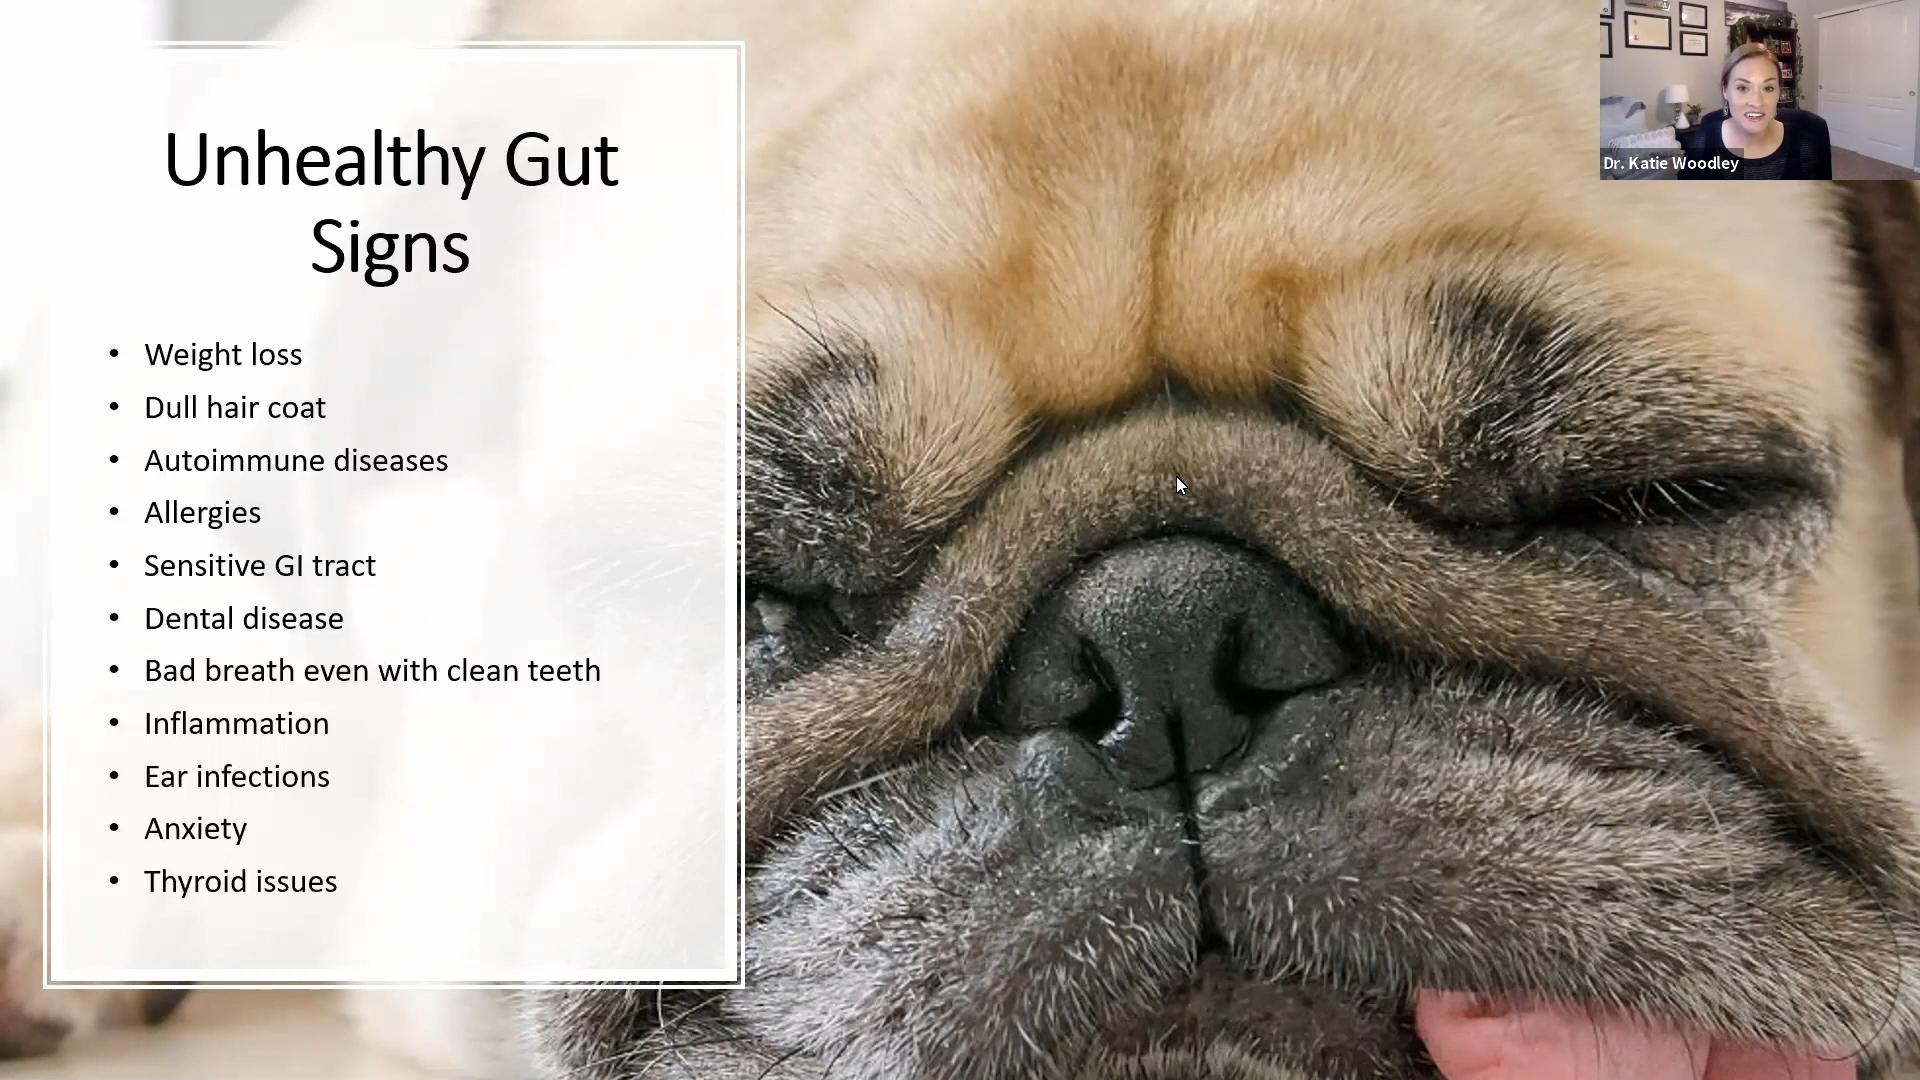 Unhealthy Gut
Signs
• Weight loss
• Dull hair coat
• Autoimmune diseases
• Allergies
• Sensitive GI tract
• Dental disease
• Bad breath even with clean teeth
• Inflammation
• Ear infections
• Anxiety
• Thyroid issues
Dr. Katie Woodley